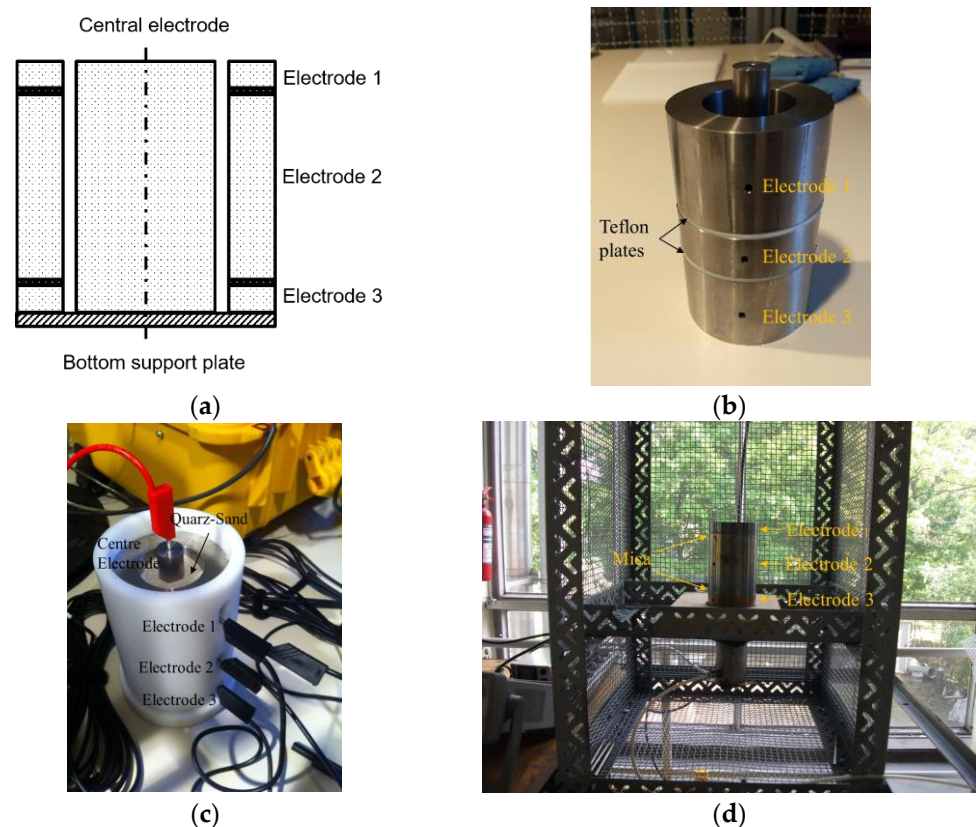 Central electrode
Electrode 1
Electrode 2
Electrode 3
Bottom support plate
(a)
Electrode 1
Teflon
plates
Electrode 2
Electrode 3
(b)
Quarz-Sand
Centre
Electrode
Electrode 1
Electrode 2
Electrode 3
(c)
Electrode
Mica
Electrode 2
Electrode 3
(d)